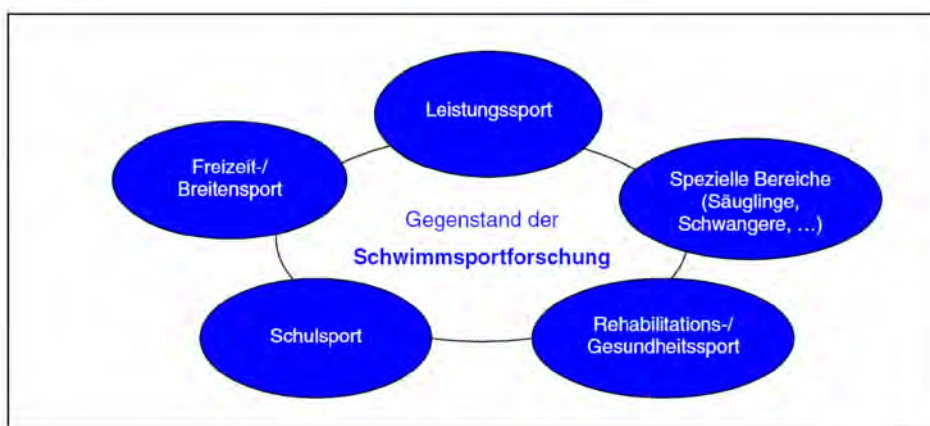 Leistungssport
Freizeit-/
Breitensport
Spezielle Bereiche
(Säuglinge,
Schwangere, …)
Gegenstand der
Schwimmsportforschung
Schulsport
Rehabilitations-/
Gesundheitssport